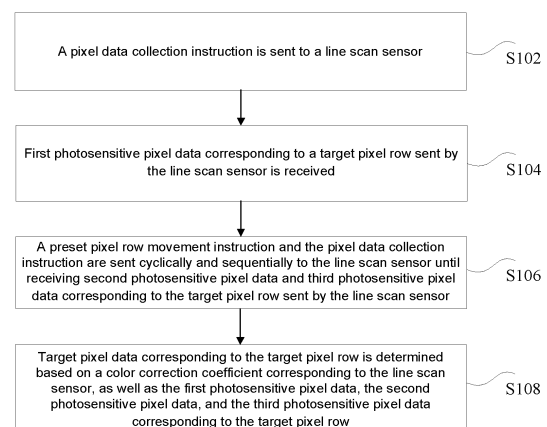 A pixel data collection instruction is sent to a line scan sensor
S102
First photosensitive pixel data corresponding to a target pixel row sent by
the line scan sensor is received
S104
A preset pixel row movement instruction and the pixel data collection
instruction are sent cyclically and sequentially to the line scan sensor until
receiving second photosensitive pixel data and third photosensitive pixel
data corresponding to the target pixel row sent by the line scan sensor
S106
Target pixel data corresponding to the target pixel row is determined
based on a color correction coefficient corresponding to the line scan
sensor, as well as the first photosensitive pixel data, the second
photosensitive pixel data, and the third photosensitive pixel data
corresponding to the target pixel row
S108